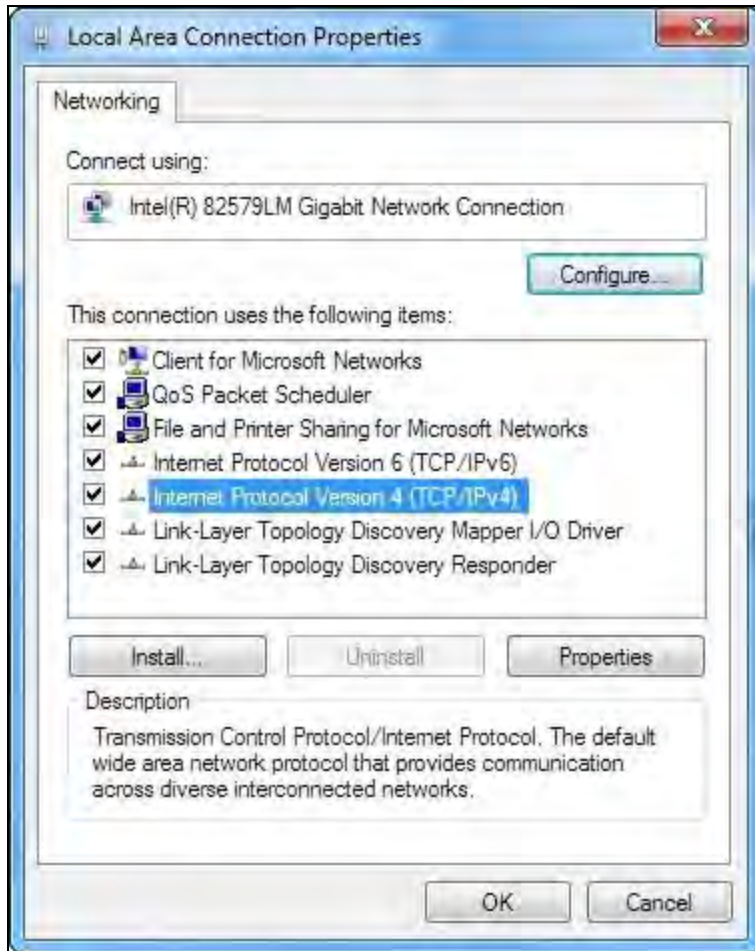 Local Area Connection Properties
Networking
Connect using:
Intel(R) 82579LM Gigabit Network Connection
Configure...
This connection uses the following items:
Client for Microsoft Networks
QoS Packet Scheduler
File and Printer Sharing for Microsoft Networks
Internet Protocol Version 6 (TCP/IPv6)
Internet Protocol Version 4 (TCP/IPv4)
Link-Layer Topology Discovery Mapper I/O Driver
Link-Layer Topology Discovery Responder
Install... Uninstall Properties
Description
Transmission Control Protocol/Internet Protocol. The default
wide area network protocol that provides communication
across diverse interconnected networks.
OK Cancel